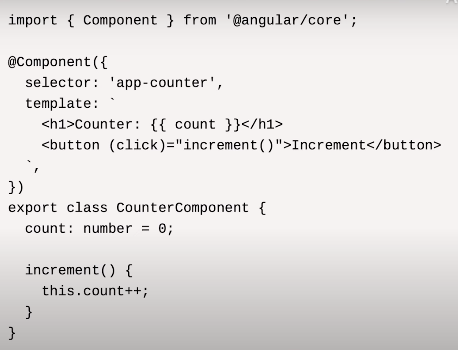 import { Component } from '@angular/core';

@Component({
  selector: 'app-counter',
  template: `
    <h1>Counter: {{ count }}</h1>
    <button (click)="increment()">Increment</button>
  `,
})
export class CounterComponent {
  count: number = 0;

  increment() {
    this.count++;
  }
}